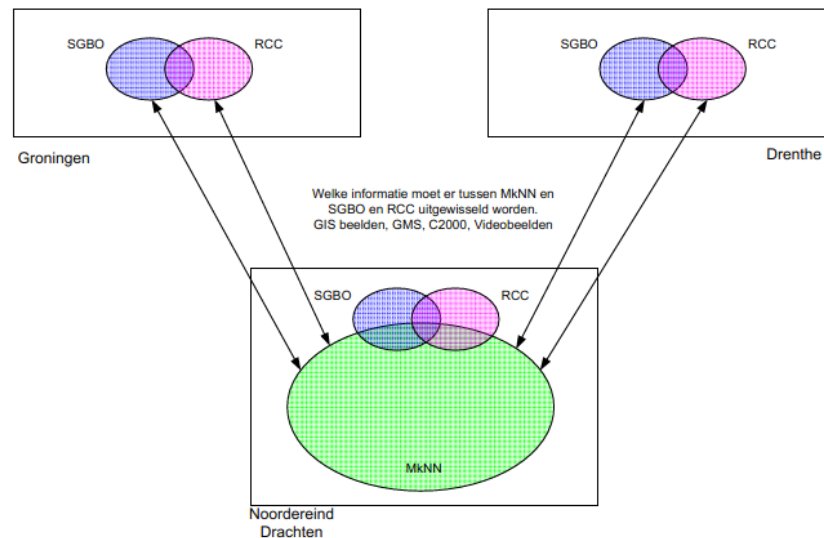 SGBO
RCC
SGBO
RCC
Groningen
Drenthe
Welke informatie moet er tussen MkNN en
SGBO en RCC uitgewisseld worden.
GIS beelden, GMS, C2000, Videobeelden
SGBO
RCC
MkNN
Noordereind
Drachten